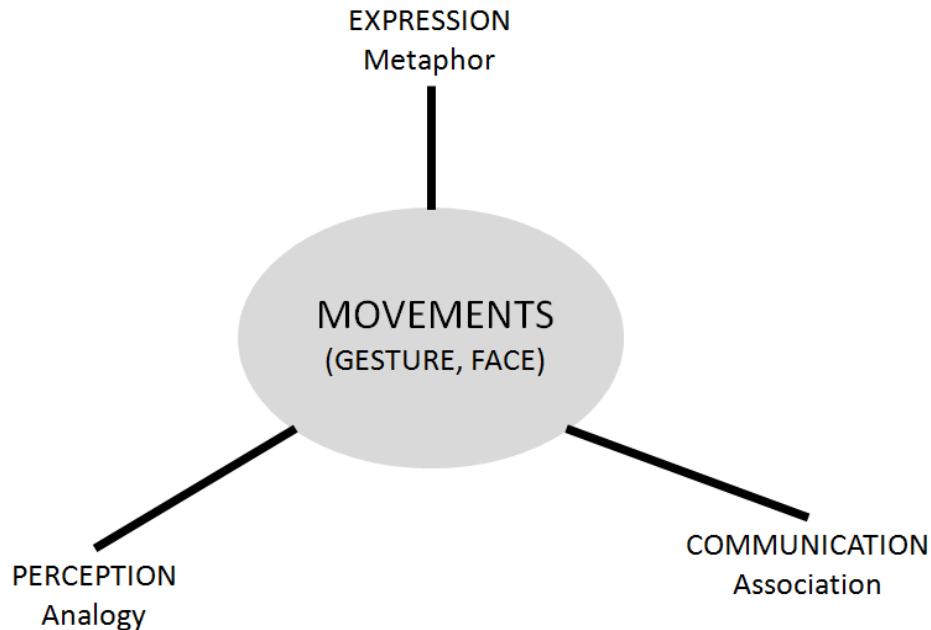 EXPRESSION
Metaphor
MOVEMENTS
(GESTURE, FACE)
PERCEPTION
Analogy
COMMUNICATION
Association